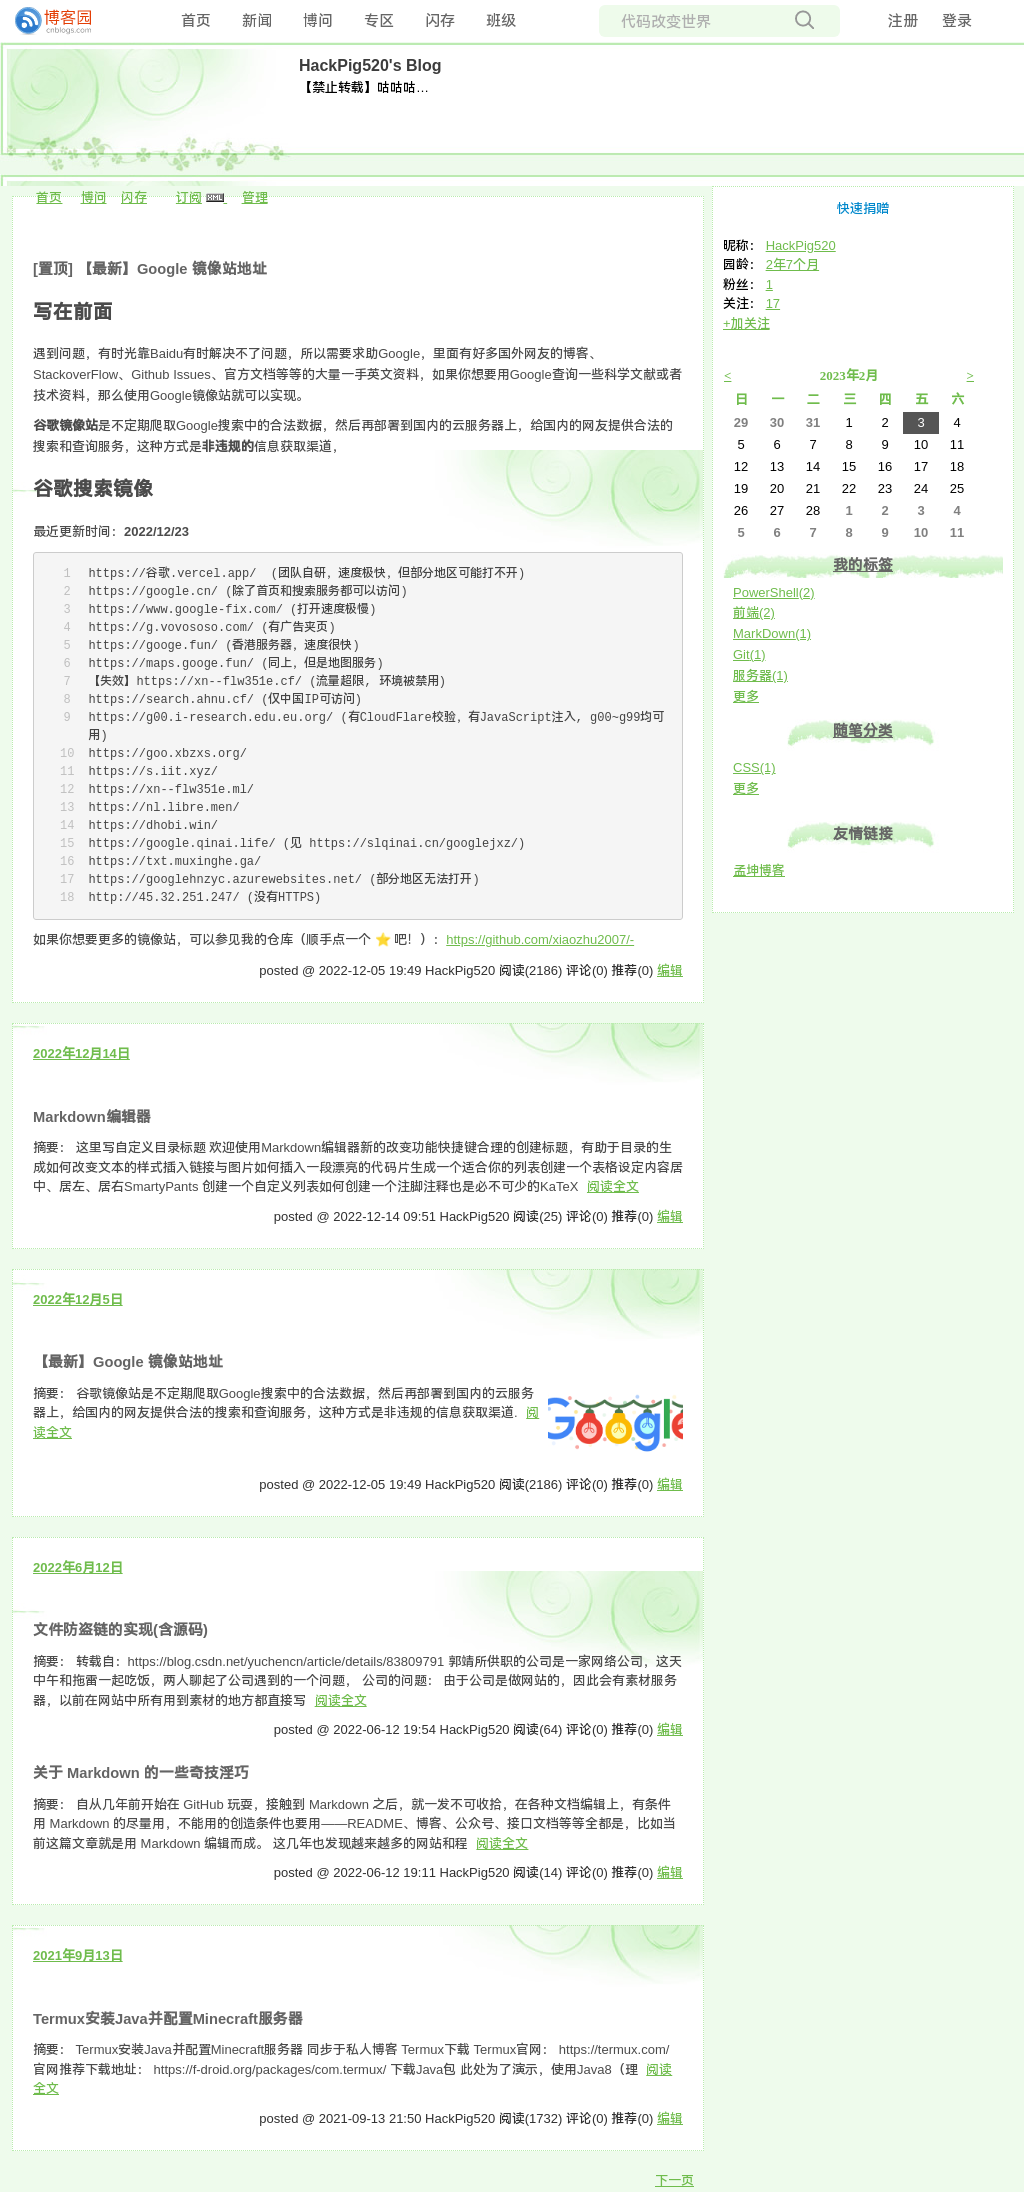 博客园
cnblogs.com
首页 新闻 博问 专区 闪存 班级 代码改变世界 注册 登录
HackPig520's Blog
【禁止转载】咕咕咕…
首页 博问 闪存 订阅 XML 管理
[置顶] 【最新】Google 镜像站地址
写在前面
遇到问题，有时光靠Baidu有时解决不了问题，所以需要求助Google，里面有好多国外网友的博客、
StackoverFlow、Github Issues、官方文档等等的大量一手英文资料，如果你想要用Google查询一些科学文献或者
技术资料，那么使用Google镜像站就可以实现。
谷歌镜像站是不定期爬取Google搜索中的合法数据，然后再部署到国内的云服务器上，给国内的网友提供合法的
搜索和查询服务，这种方式是非违规的信息获取渠道，
谷歌搜索镜像
最近更新时间：2022/12/23
1 https://谷歌.vercel.app/ (团队自研，速度极快，但部分地区可能打不开)
2 https://google.cn/ (除了首页和搜索服务都可以访问)
3 https://www.google-fix.com/ (打开速度极慢)
4 https://g.vovososo.com/ (有广告夹页)
5 https://googe.fun/ (香港服务器，速度很快)
6 https://maps.googe.fun/ (同上，但是地图服务)
7 【失效】https://xn--flw351e.cf/ (流量超限, 环境被禁用)
8 https://search.ahnu.cf/ (仅中国IP可访问)
9 https://g00.i-research.edu.eu.org/ (有CloudFlare校验，有JavaScript注入, g00~g99均可
用)
10 https://goo.xbzxs.org/
11 https://s.iit.xyz/
12 https://xn--flw351e.ml/
13 https://nl.libre.men/
14 https://dhobi.win/
15 https://google.qinai.life/ (见 https://slqinai.cn/googlejxz/)
16 https://txt.muxinghe.ga/
17 https://googlehnzyc.azurewebsites.net/ (部分地区无法打开)
18 http://45.32.251.247/ (没有HTTPS)
如果你想要更多的镜像站，可以参见我的仓库（顺手点一个 ⭐ 吧！）：https://github.com/xiaozhu2007/-
posted @ 2022-12-05 19:49 HackPig520 阅读(2186) 评论(0) 推荐(0) 编辑
2022年12月14日
Markdown编辑器
摘要： 这里写自定义目录标题 欢迎使用Markdown编辑器新的改变功能快捷键合理的创建标题，有助于目录的生
成如何改变文本的样式插入链接与图片如何插入一段漂亮的代码片生成一个适合你的列表创建一个表格设定内容居
中、居左、居右SmartyPants 创建一个自定义列表如何创建一个注脚注释也是必不可少的KaTeX 阅读全文
posted @ 2022-12-14 09:51 HackPig520 阅读(25) 评论(0) 推荐(0) 编辑
2022年12月5日
【最新】Google 镜像站地址
摘要： 谷歌镜像站是不定期爬取Google搜索中的合法数据，然后再部署到国内的云服务
器上，给国内的网友提供合法的搜索和查询服务，这种方式是非违规的信息获取渠道. 阅
读全文
Google
posted @ 2022-12-05 19:49 HackPig520 阅读(2186) 评论(0) 推荐(0) 编辑
2022年6月12日
文件防盗链的实现(含源码)
摘要： 转载自：https://blog.csdn.net/yuchencn/article/details/83809791 郭靖所供职的公司是一家网络公司，这天
中午和拖雷一起吃饭，两人聊起了公司遇到的一个问题， 公司的问题： 由于公司是做网站的，因此会有素材服务
器，以前在网站中所有用到素材的地方都直接写 阅读全文
posted @ 2022-06-12 19:54 HackPig520 阅读(64) 评论(0) 推荐(0) 编辑
关于 Markdown 的一些奇技淫巧
摘要： 自从几年前开始在 GitHub 玩耍，接触到 Markdown 之后，就一发不可收拾，在各种文档编辑上，有条件
用 Markdown 的尽量用，不能用的创造条件也要用——README、博客、公众号、接口文档等等全都是，比如当
前这篇文章就是用 Markdown 编辑而成。 这几年也发现越来越多的网站和程 阅读全文
posted @ 2022-06-12 19:11 HackPig520 阅读(14) 评论(0) 推荐(0) 编辑
2021年9月13日
Termux安装Java并配置Minecraft服务器
摘要： Termux安装Java并配置Minecraft服务器 同步于私人博客 Termux下载 Termux官网： https://termux.com/
官网推荐下载地址： https://f-droid.org/packages/com.termux/ 下载Java包 此处为了演示，使用Java8（理 阅读
全文
posted @ 2021-09-13 21:50 HackPig520 阅读(1732) 评论(0) 推荐(0) 编辑
下一页
快速捐赠
昵称： HackPig520
园龄： 2年7个月
粉丝： 1
关注： 17
+加关注
< 2023年2月 >
日 一 二 三 四 五 六
29 30 31 1 2 3 4
5 6 7 8 9 10 11
12 13 14 15 16 17 18
19 20 21 22 23 24 25
26 27 28 1 2 3 4
5 6 7 8 9 10 11
我的标签
PowerShell(2)
前端(2)
MarkDown(1)
Git(1)
服务器(1)
更多
随笔分类
CSS(1)
更多
友情链接
孟坤博客